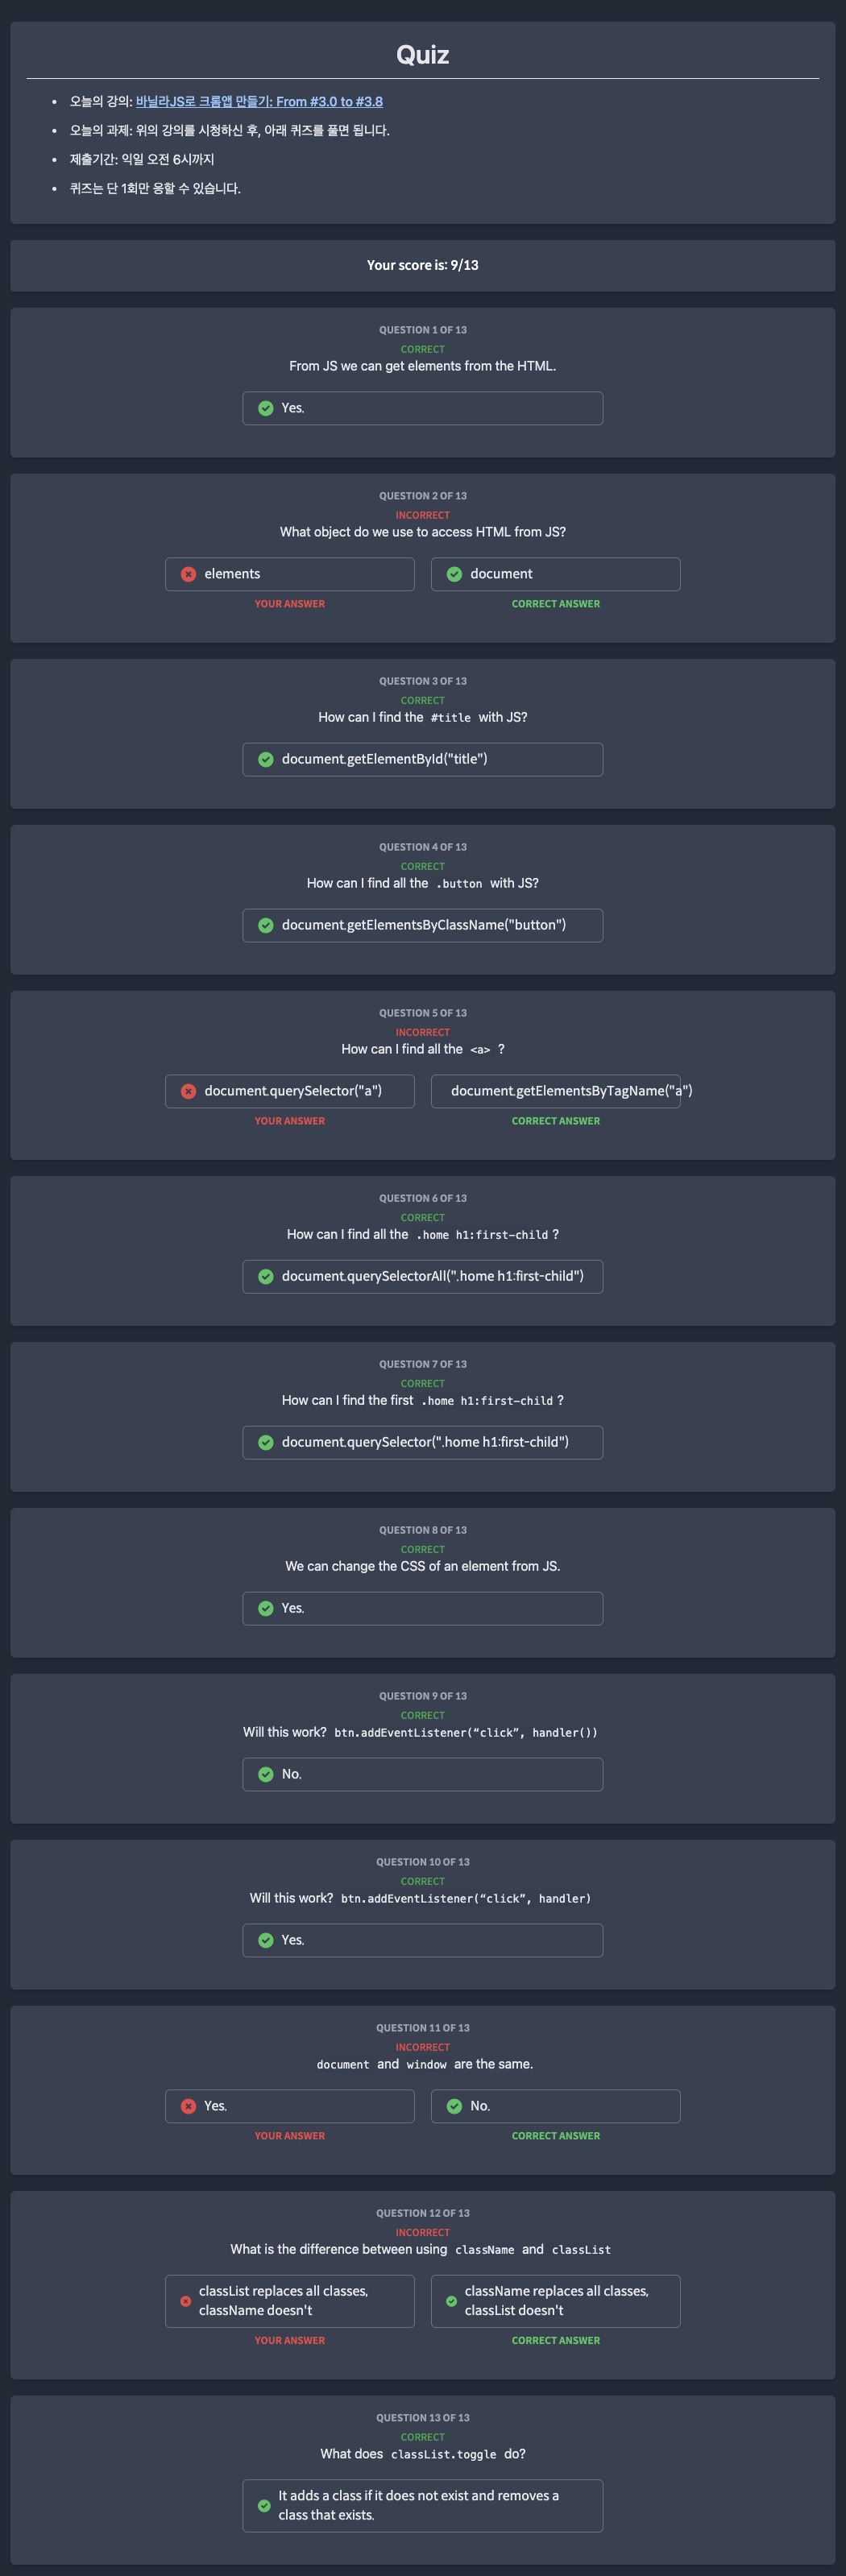 Quiz
오늘의 강의: 바닐라JS로 크롬앱 만들기: From #3.0 to #3.8
오늘의 과제: 위의 강의를 시청하신 후, 아래 퀴즈를 풀면 됩니다.
제출기간: 익일 오전 6시까지
퀴즈는 단 1회만 응할 수 있습니다.
Your score is: 9/13
QUESTION 1 OF 13
CORRECT
From JS we can get elements from the HTML.
Yes.
QUESTION 2 OF 13
INCORRECT
What object do we use to access HTML from JS?
elements
document
YOUR ANSWER
CORRECT ANSWER
QUESTION 3 OF 13
CORRECT
How can I find the #title with JS?
document.getElementById("title")
QUESTION 4 OF 13
CORRECT
How can I find all the .button with JS?
document.getElementsByClassName("button")
QUESTION 5 OF 13
INCORRECT
How can I find all the <a> ?
document.querySelector("a")
document.getElementsByTagName("a")
YOUR ANSWER
CORRECT ANSWER
QUESTION 6 OF 13
CORRECT
How can I find all the .home h1:first-child ?
document.querySelectorAll(".home h1:first-child")
QUESTION 7 OF 13
CORRECT
How can I find the first .home h1:first-child ?
document.querySelector(".home h1:first-child")
QUESTION 8 OF 13
CORRECT
We can change the CSS of an element from JS.
Yes.
QUESTION 9 OF 13
CORRECT
Will this work? btn.addEventListener(“click”, handler())
No.
QUESTION 10 OF 13
CORRECT
Will this work? btn.addEventListener(“click”, handler)
Yes.
QUESTION 11 OF 13
INCORRECT
document and window are the same.
Yes.
No.
YOUR ANSWER
CORRECT ANSWER
QUESTION 12 OF 13
INCORRECT
What is the difference between using className and classList
classList replaces all classes,
className doesn't
className replaces all classes,
classList doesn't
YOUR ANSWER
CORRECT ANSWER
QUESTION 13 OF 13
CORRECT
What does classList.toggle do?
It adds a class if it does not exist and removes a
class that exists.